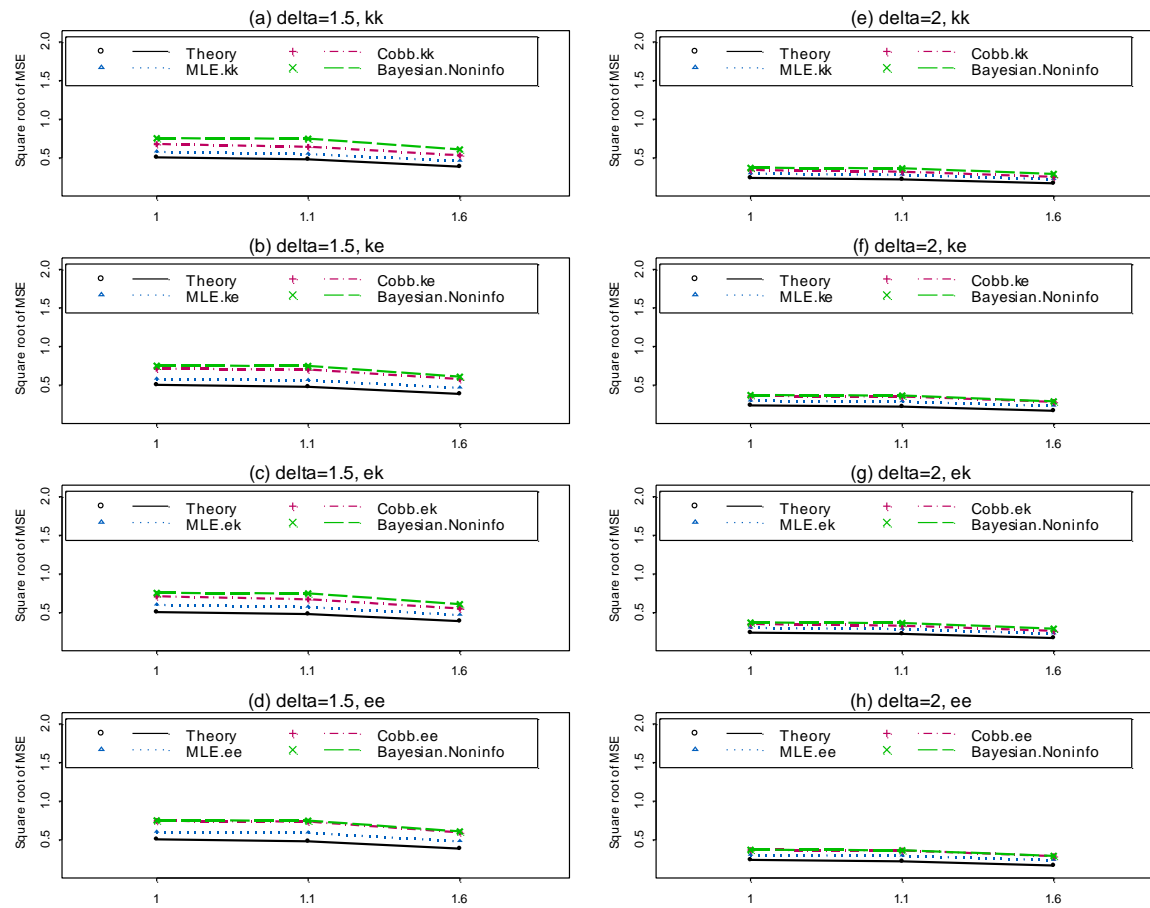 (a) delta=1.5, kk
Square root of MSE
0.5 1.0 1.5 2.0
Theory Cobb.kk
MLE.kk Bayesian.Noninfo
1 1.1 1.6
(e) delta=2, kk
Square root of MSE
0.5 1.0 1.5 2.0
Theory Cobb.kk
MLE.kk Bayesian.Noninfo
1 1.1 1.6
(b) delta=1.5, ke
Square root of MSE
0.5 1.0 1.5 2.0
Theory Cobb.ke
MLE.ke Bayesian.Noninfo
1 1.1 1.6
(f) delta=2, ke
Square root of MSE
0.5 1.0 1.5 2.0
Theory Cobb.ke
MLE.ke Bayesian.Noninfo
1 1.1 1.6
(c) delta=1.5, ek
Square root of MSE
0.5 1.0 1.5 2.0
Theory Cobb.ek
MLE.ek Bayesian.Noninfo
1 1.1 1.6
(g) delta=2, ek
Square root of MSE
0.5 1.0 1.5 2.0
Theory Cobb.ek
MLE.ek Bayesian.Noninfo
1 1.1 1.6
(d) delta=1.5, ee
Square root of MSE
0.5 1.0 1.5 2.0
Theory Cobb.ee
MLE.ee Bayesian.Noninfo
1 1.1 1.6
(h) delta=2, ee
Square root of MSE
0.5 1.0 1.5 2.0
Theory Cobb.ee
MLE.ee Bayesian.Noninfo
1 1.1 1.6